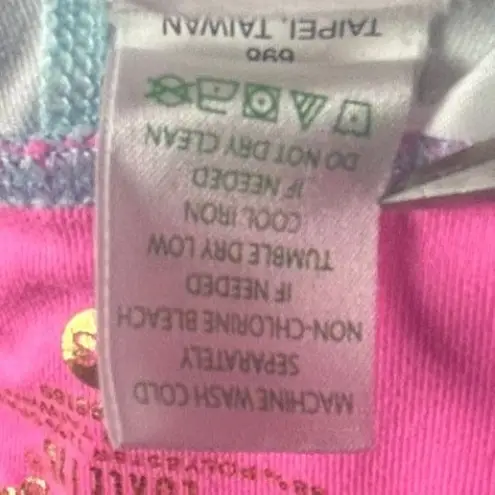 MACHINE WASH COLD
SEPARATELY
NON-CHLORINE BLEACH
IF NEEDED
TUMBLE DRY LOW
COOL IRON
IF NEEDED
DO NOT DRY CLEAN
TAIPEI, TAIWAN